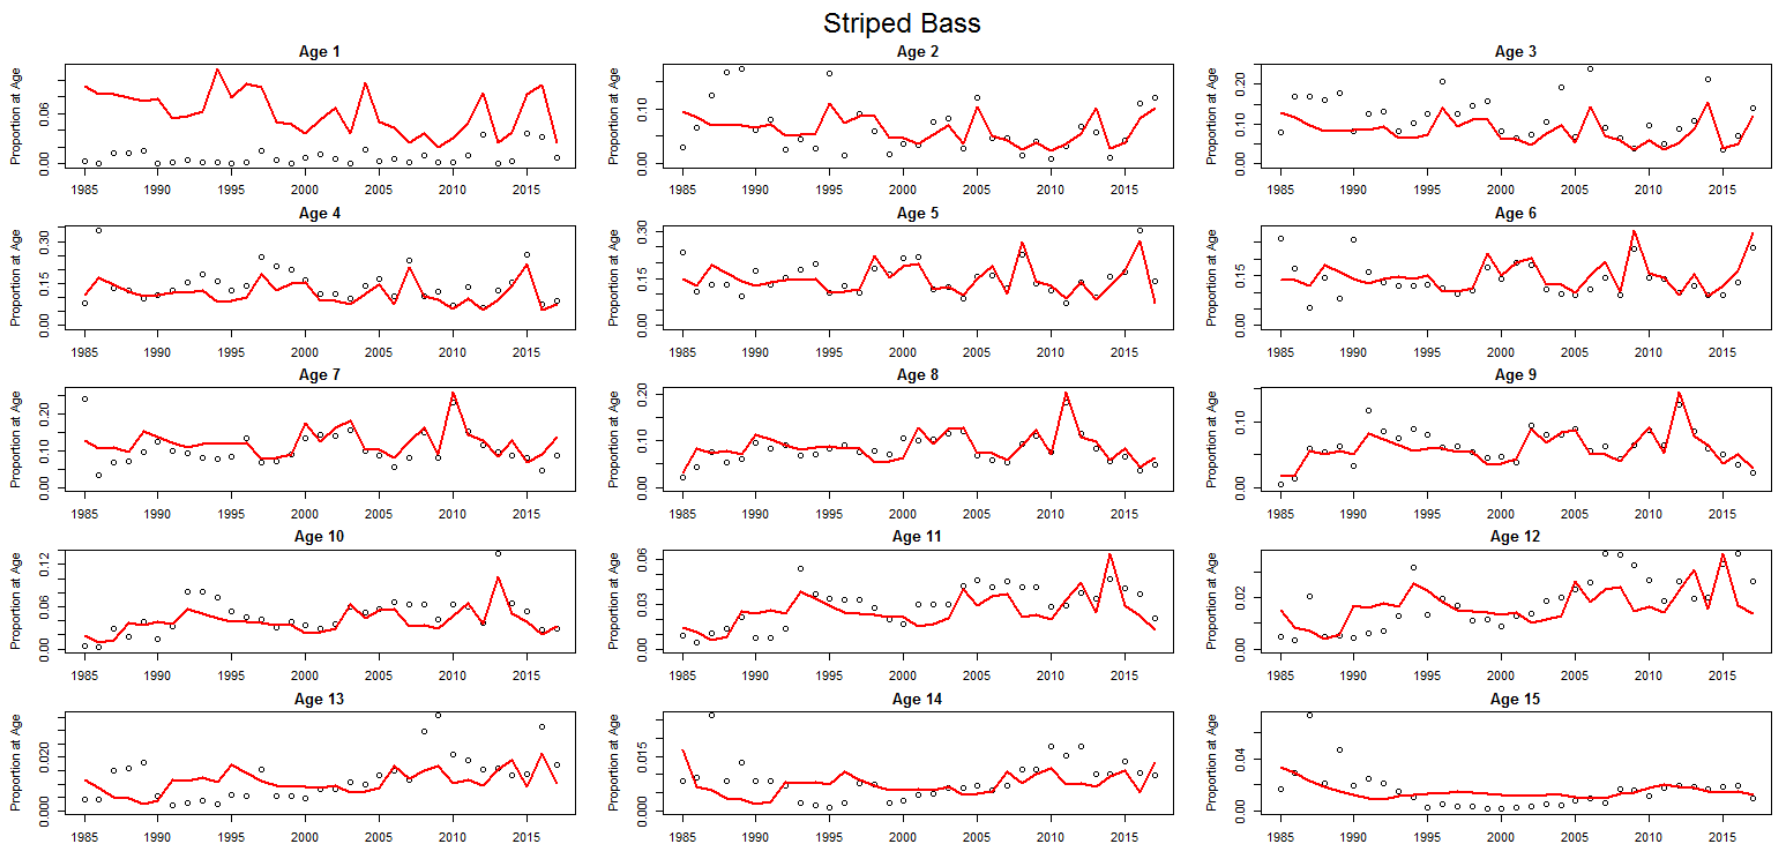 Striped Bass
Age 1 Age 2 Age 3
Proportion at Age Proportion at Age Proportion at Age
0.00 0.06 0.00 0.10 0.00 0.10 0.20
1985 1990 1995 2000 2005 2010 2015 1985 1990 1995 2000 2005 2010 2015 1985 1990 1995 2000 2005 2010 2015
Age 4 Age 5 Age 6
Proportion at Age Proportion at Age Proportion at Age
0.00 0.15 0.30 0.00 0.15 0.30 0.00 0.15
1985 1990 1995 2000 2005 2010 2015 1985 1990 1995 2000 2005 2010 2015 1985 1990 1995 2000 2005 2010 2015
Age 7 Age 8 Age 9
Proportion at Age Proportion at Age Proportion at Age
0.00 0.10 0.20 0.00 0.10 0.20 0.00 0.10
1985 1990 1995 2000 2005 2010 2015 1985 1990 1995 2000 2005 2010 2015 1985 1990 1995 2000 2005 2010 2015
Age 10 Age 11 Age 12
Proportion at Age Proportion at Age Proportion at Age
0.00 0.06 0.12 0.00 0.03 0.06 0.00 0.02
1985 1990 1995 2000 2005 2010 2015 1985 1990 1995 2000 2005 2010 2015 1985 1990 1995 2000 2005 2010 2015
Age 13 Age 14 Age 15
Proportion at Age Proportion at Age Proportion at Age
0.000 0.020 0.000 0.015 0.00 0.04
1985 1990 1995 2000 2005 2010 2015 1985 1990 1995 2000 2005 2010 2015 1985 1990 1995 2000 2005 2010 2015